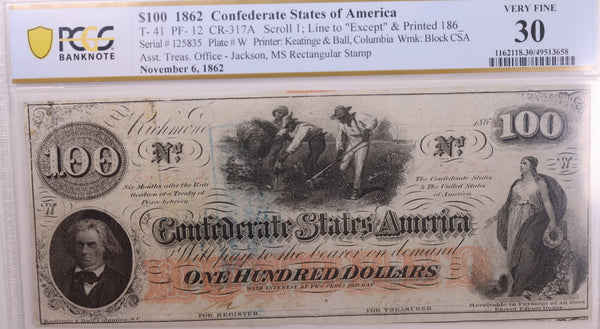 $100 1862 Confederate States of America
VERY FINE
T- 41 PF- 12 CR-317A Scroll 1; Line to "Except" & Printed 186_
Serial # 125835 Plate # W Printer: Keatinge & Ball, Columbia Wmk: Block CSA
30
PCGS
BANKNOTE
Asst. Treas. Office - Jackson, MS Rectangular Stamp
November 6, 1862
1162118.30/49513658
Richmond
186
100
No.
No.
100
Six Months after the Rati
fication of a Treaty of
Peace between
The Confederate States
& The United States
of America
Confederate States America
Will pay to the bearer on demand
ONE HUNDRED DOLLARS
WITH INTEREST AT TWO CENTS PER DAY
Receivable in Payment of All Dues
Except Export Duties
Keatinge & Ball, Columbia, S.C.
FOR REGISTER.
FOR TREASURER.